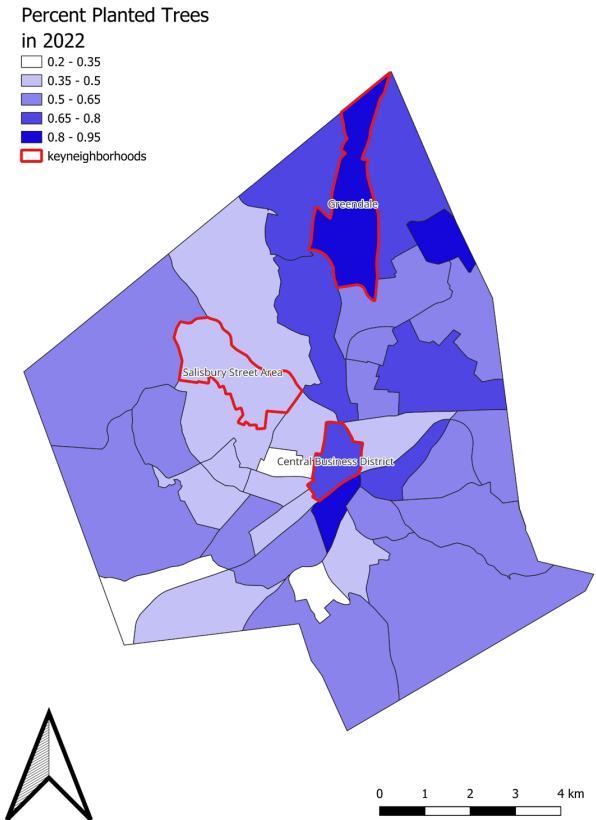 Percent Planted Trees
in 2022
0.2 - 0.35
0.35 - 0.5
0.5 - 0.65
0.65 - 0.8
0.8 - 0.95
keyneighborhoods
Greendale
Salisbury Street Area
Central Business District
0 1 2 3 4 km